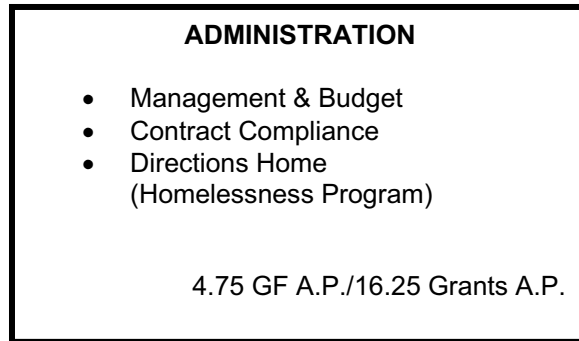 ADMINISTRATION
• Management & Budget
• Contract Compliance
• Directions Home
(Homelessness Program)
4.75 GF A.P./16.25 Grants A.P.